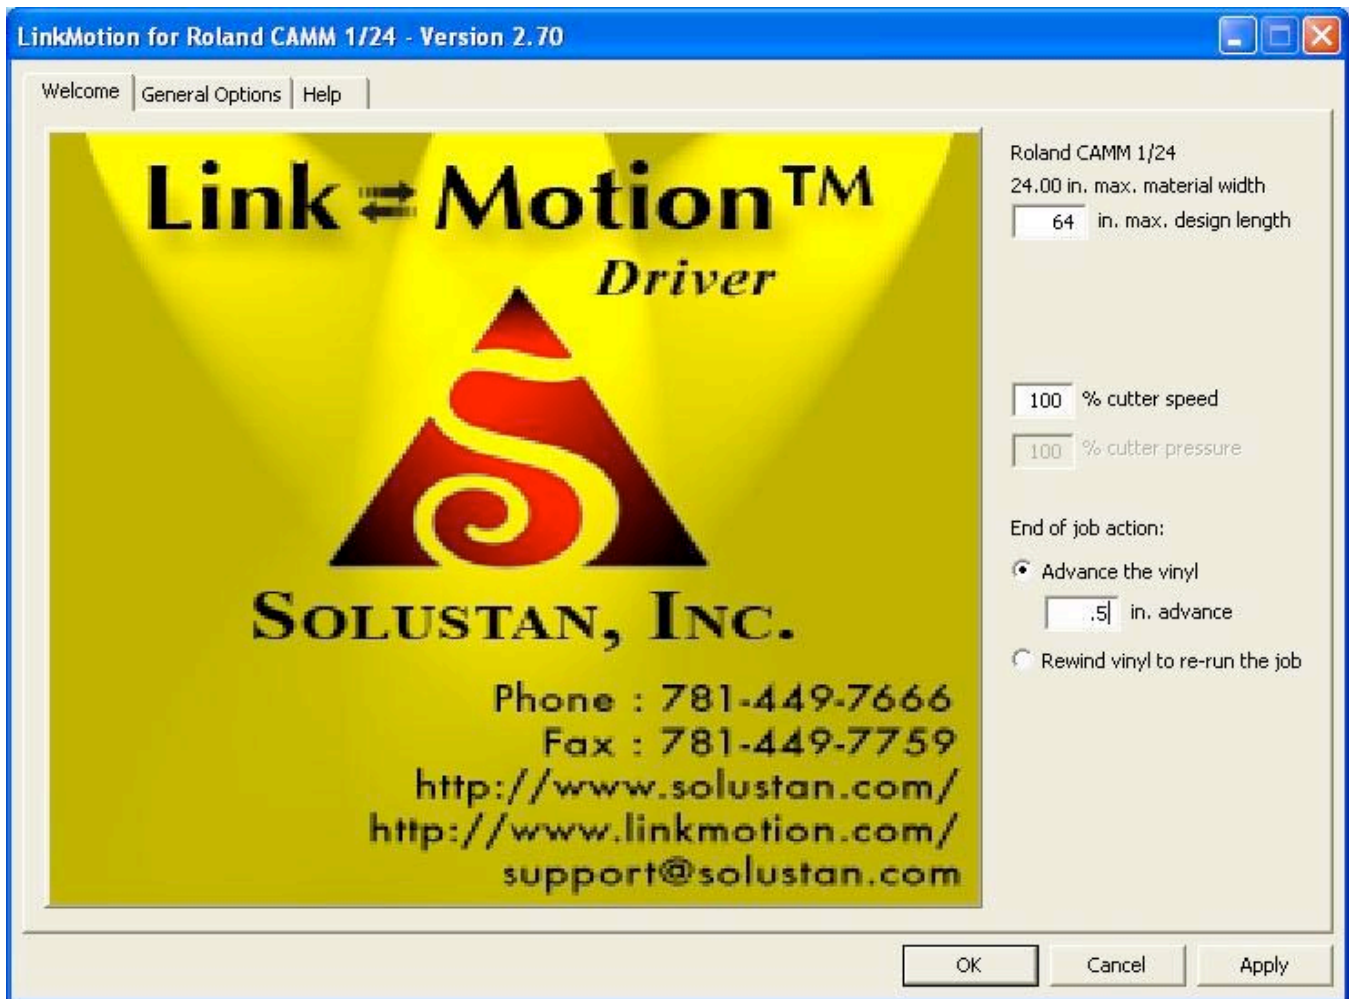 LinkMotion for Roland CAMM 1/24 - Version 2.70
Welcome
General Options
Help
Link Motion™
Driver
SOLUSTAN, INC.
Phone : 781-449-7666
Fax : 781-449-7759
http://www.solustan.com/
http://www.linkmotion.com/
support@solustan.com
Roland CAMM 1/24
24.00 in. max. material width
64 in. max. design length
100 % cutter speed
100 % cutter pressure
End of job action:
Advance the vinyl
.5 in. advance
Rewind vinyl to re-run the job
OK
Cancel
Apply